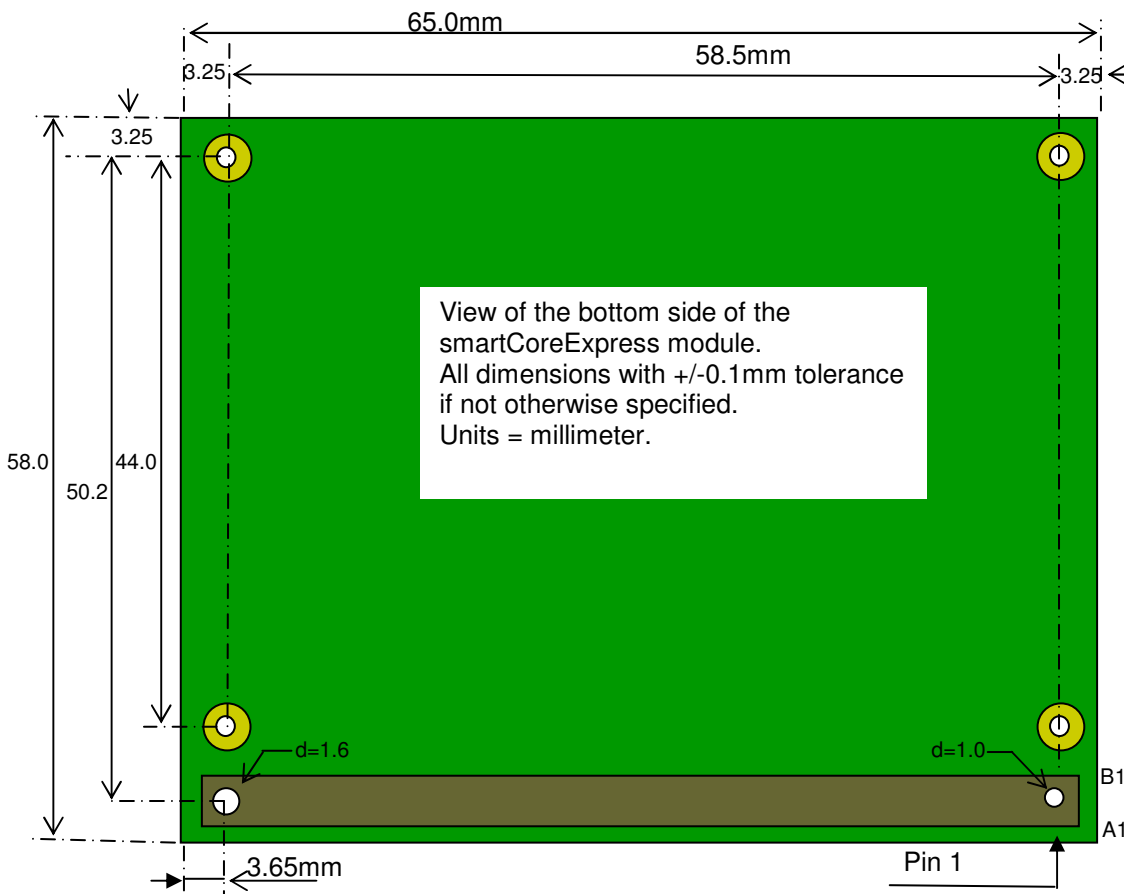 65.0mm
58.5mm
3.25
3.25
3.25
View of the bottom side of the
smartCoreExpress module.
All dimensions with +/-0.1mm tolerance
if not otherwise specified.
Units = millimeter.
58.0
50.2
44.0
d=1.6
d=1.0
B1
A1
3.65mm
Pin 1